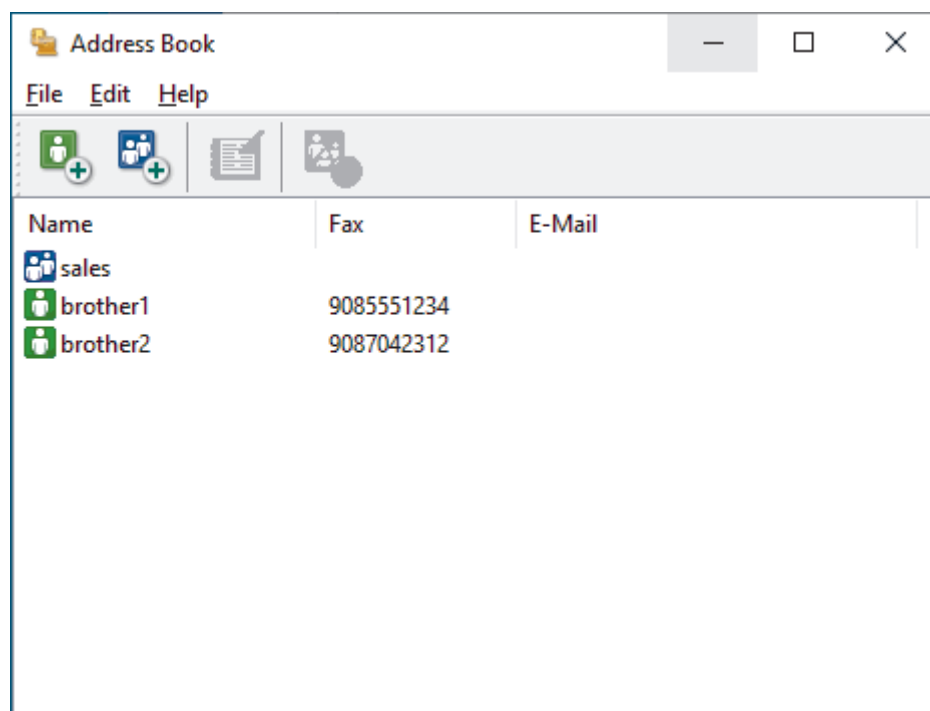 Address Book
File Edit Help
Name Fax E-Mail
sales
brother1 9085551234
brother2 9087042312